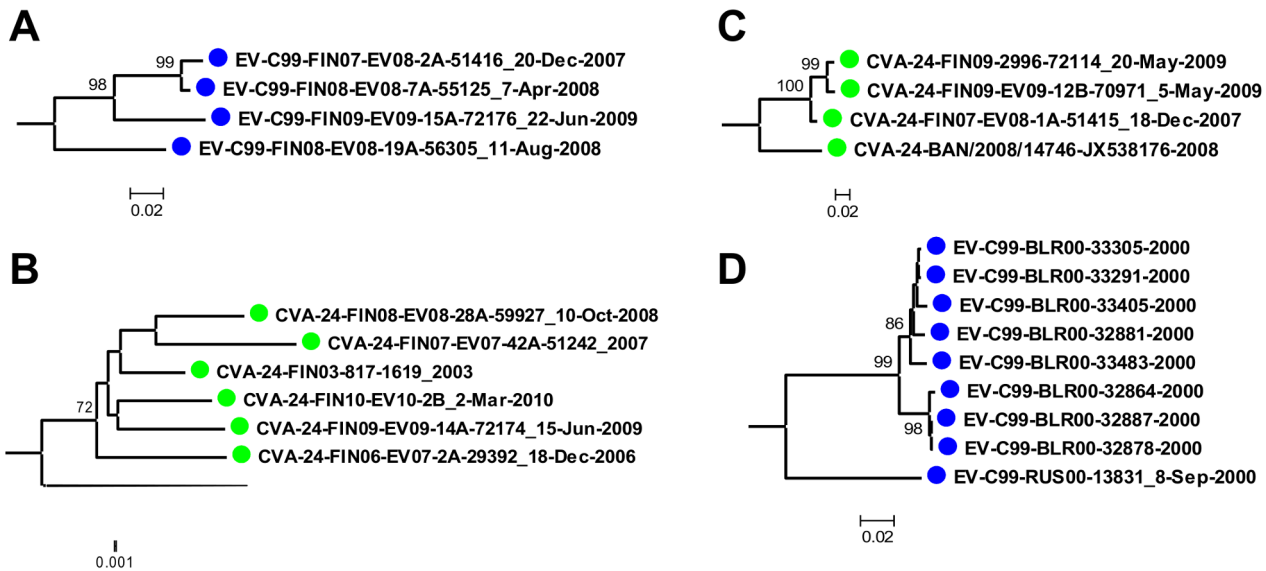 A
99
EV-C99-FIN07-EV08-2A-51416_20-Dec-2007
98
EV-C99-FIN08-EV08-7A-55125_7-Apr-2008
EV-C99-FIN09-EV09-15A-72176_22-Jun-2009
EV-C99-FIN08-EV08-19A-56305_11-Aug-2008
0.02
B
CVA-24-FIN08-EV08-28A-59927_10-Oct-2008
CVA-24-FIN07-EV07-42A-51242_2007
CVA-24-FIN03-817-1619_2003
72
CVA-24-FIN10-EV10-2B_2-Mar-2010
CVA-24-FIN09-EV09-14A-72174_15-Jun-2009
CVA-24-FIN06-EV07-2A-29392_18-Dec-2006
0.001
C
99
CVA-24-FIN09-2996-72114_20-May-2009
100
CVA-24-FIN09-EV09-12B-70971_5-May-2009
CVA-24-FIN07-EV08-1A-51415_18-Dec-2007
CVA-24-BAN/2008/14746-JX538176-2008
0.02
D
EV-C99-BLR00-33305-2000
EV-C99-BLR00-33291-2000
EV-C99-BLR00-33405-2000
86
EV-C99-BLR00-32881-2000
99
EV-C99-BLR00-33483-2000
EV-C99-BLR00-32864-2000
EV-C99-BLR00-32887-2000
98
EV-C99-BLR00-32878-2000
EV-C99-RUS00-13831_8-Sep-2000
0.02